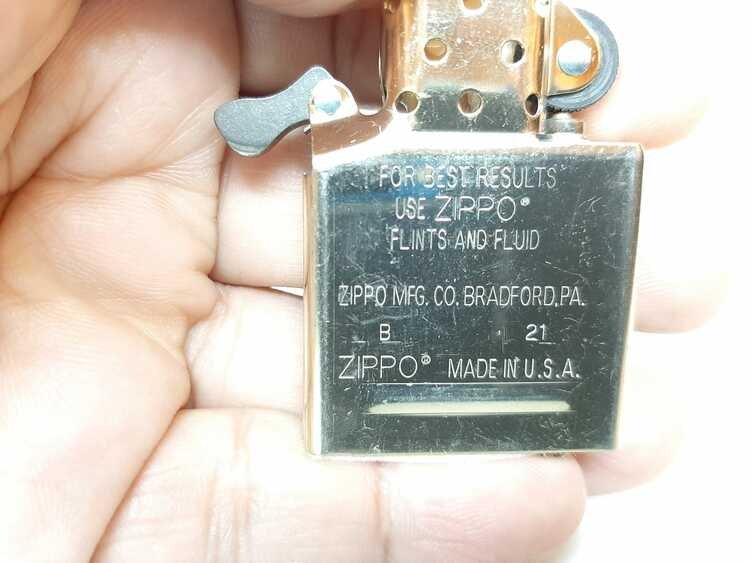 FOR BEST RESULTS
USE ZIPPO®
FLINTS AND FLUID
ZIPPO MFG. CO. BRADFORD, PA.
B 21
ZIPPO® MADE IN U.S.A.